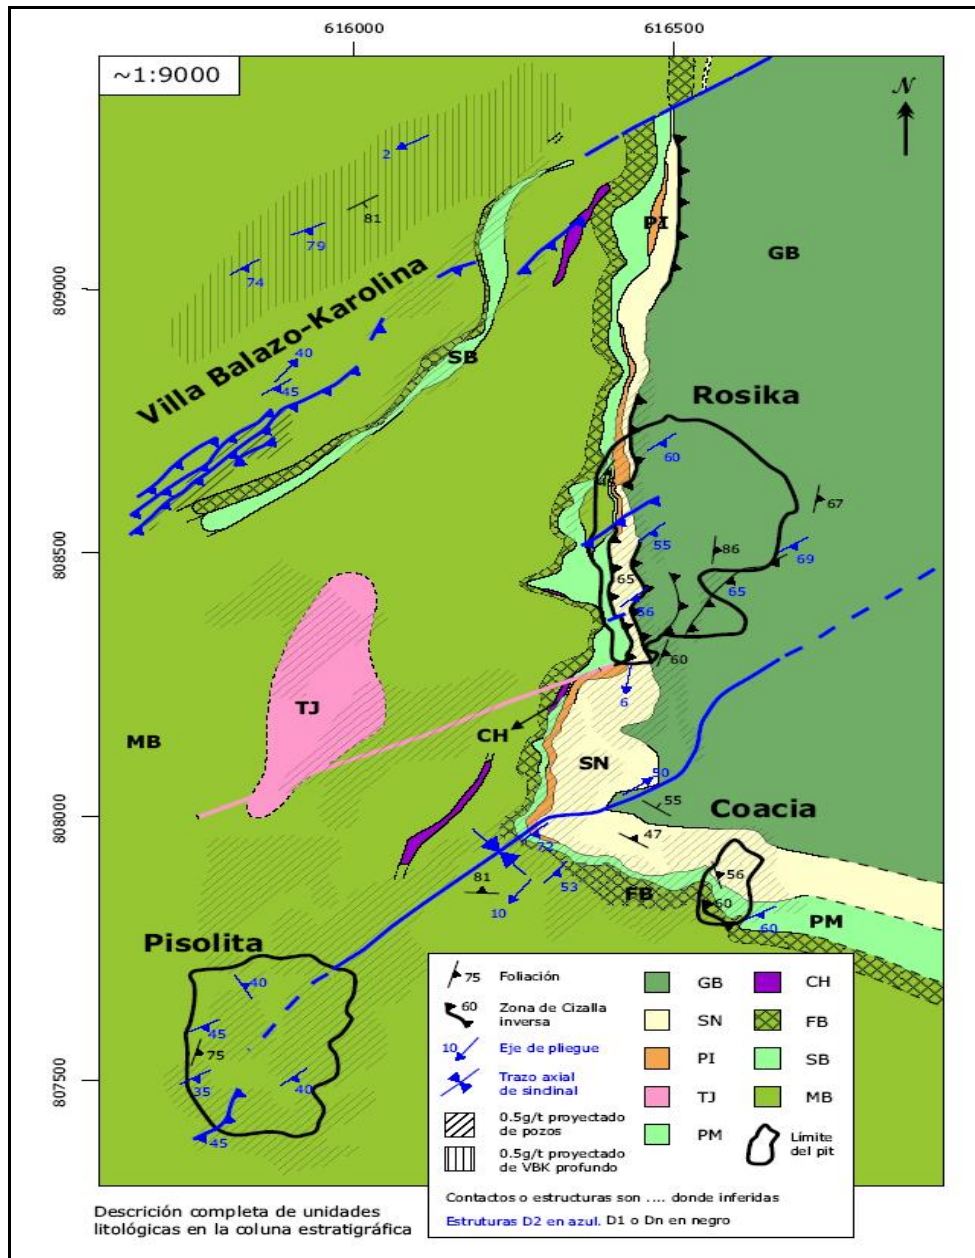 616000
616500
~1:9000
N
2
81
PI
79
GB
74
809000
Villa Balazo-Karolina
40
SB
45
Rosika
60
67
808500
55
86
69
65
65
56
60
6
TJ
CH
MB
SN
50
55
Coacia
808000
72
47
81
53
56
FB
10
60
PM
60
Pisolita
40
45
75
35
40
45
807500
75 Foliación
60 Zona de Cizalla
inversa
10 Eje de pliegue
Trazo axial
de sinclinal
0.5g/t proyectado
de pozos
0.5g/t proyectado
de VBK profundo
GB
CH
SN
FB
PI
SB
TJ
MB
PM
Límite
del pit
Contactos o estructuras son .... donde inferidas
Estruturas D2 en azul. D1 o Dn en negro
Descrición completa de unidades
litológicas en la coluna estratigráfica